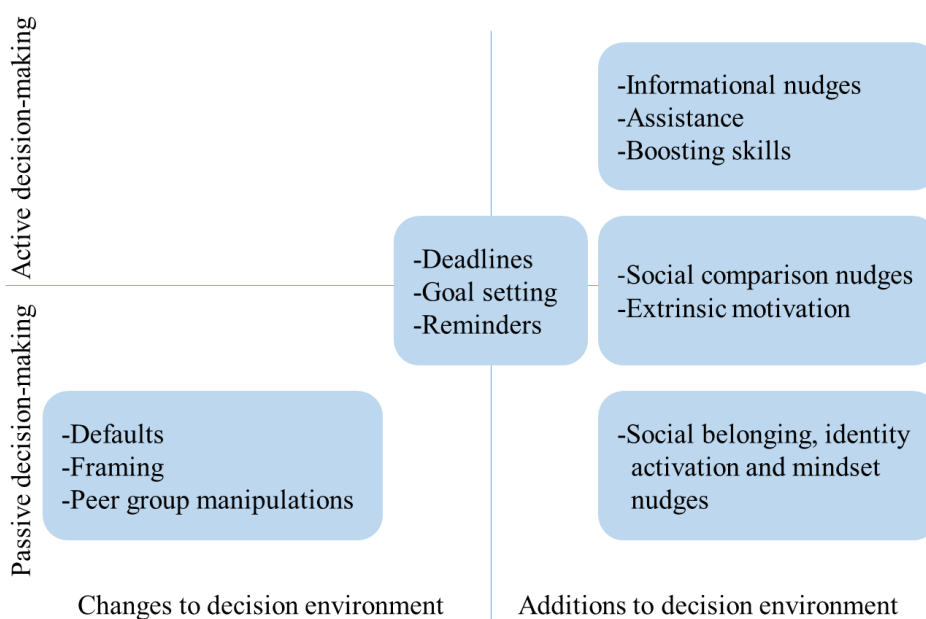 Active decision-making
-Informational nudges
-Assistance
-Boosting skills
-Deadlines
-Goal setting
-Reminders
-Social comparison nudges
-Extrinsic motivation
Passive decision-making
-Defaults
-Framing
-Peer group manipulations
-Social belonging, identity
activation and mindset
nudges
Changes to decision environment
Additions to decision environment